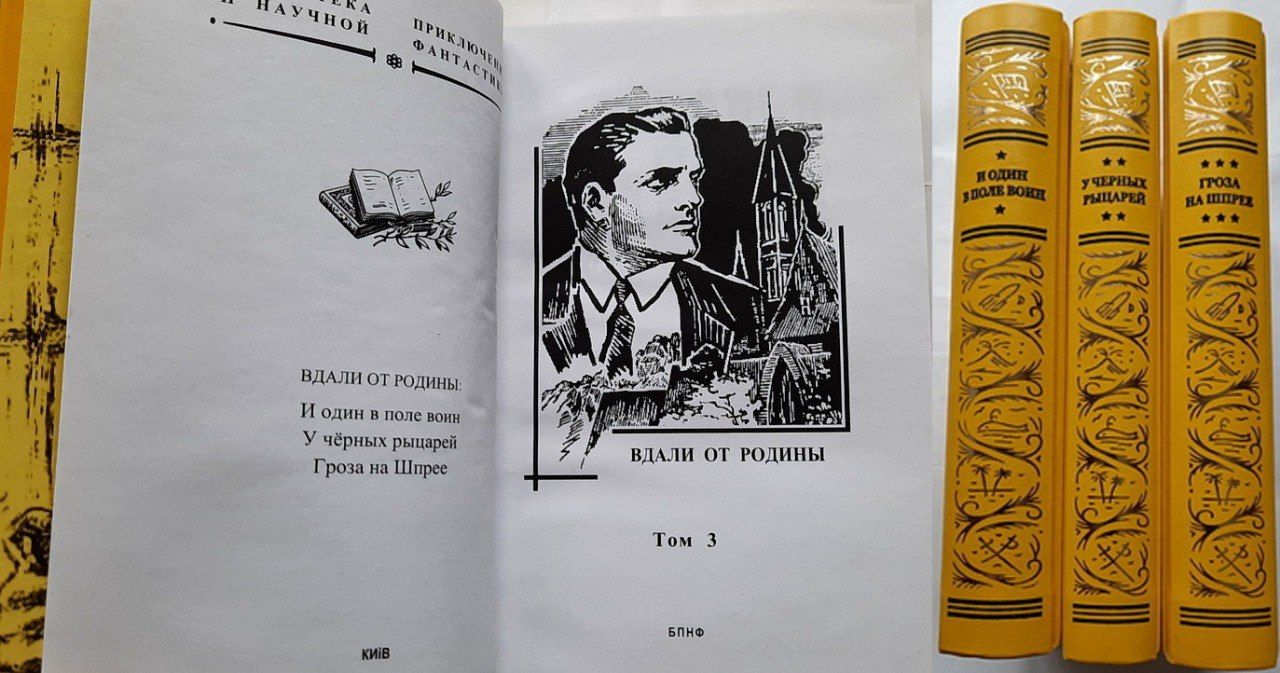 И НАУЧНОЙ
ПРИКЛЮЧЕНИ
ФАНТАСТИК
ВДАЛИ ОТ РОДИНЫ:
И один в поле воин
У чёрных рыцарей
Гроза на Шпрее
КИЇВ
ВДАЛИ ОТ РОДИНЫ
Том 3
БПНФ
И ОДИН
В ПОЛЕ ВОИН
У ЧЕРНЫХ
РЫЦАРЕЙ
ГРОЗА
НА ШПРЕЕ